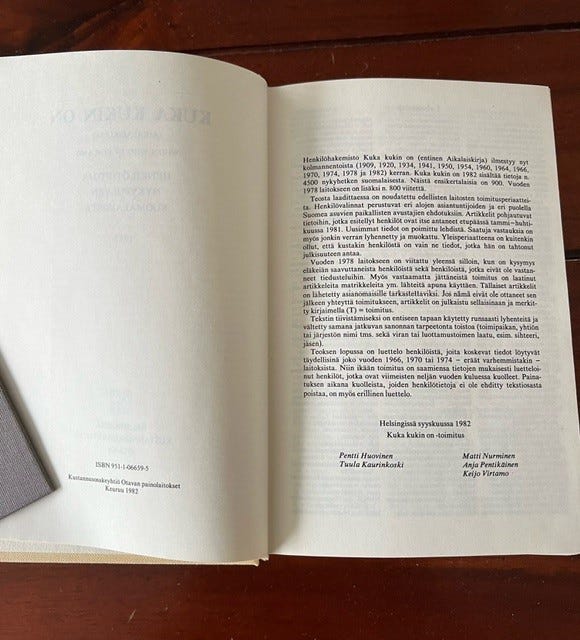 KUKA KUKIN ON
ISBN 951-1-06659-5
Kustannusosakeyhtiö Otavan painolaitokset
Keuruu 1982
Henkilöhakemisto Kuka kukin on (entinen Aikalaiskirja) ilmestyy nyt
kolmannentoista (1909, 1920, 1934, 1941, 1950, 1954, 1960, 1964, 1966,
1970, 1974, 1978 ja 1982) kerran. Kuka kukin on 1982 sisältää tietoja n.
4500 nykyhetken suomalaisesta. Näistä ensikertalaisia on 900. Vuoden
1978 laitokseen on lisäksi n. 800 viitettä.
Teosta laadittaessa on noudatettu edellisten laitosten toimitusperiaattei-
ta. Henkilövalinnat perustuvat eri alojen asiantuntijoiden ja eri puolella
Suomea asuvien paikallisten avustajien ehdotuksiin. Artikkelit pohjautuvat
tietoihin, jotka esitellyt henkilöt ovat itse antaneet etupäässä tammi-huhti-
kuussa 1981. Uusimmat tiedot on poimittu lehdistä. Saatuja vastauksia on
myös jonkin verran lyhennetty ja muokattu. Yleisperiaatteena on kuitenkin
ollut, että kustakin henkilöstä on vain ne tiedot, jotka hän on tahtonut
julkisuuteen antaa.
Vuoden 1978 laitokseen on viitattu yleensä silloin, kun on kysymys
eläkeiän saavuttaneista henkilöistä sekä henkilöistä, jotka eivät ole vastan-
neet tiedusteluihin. Myös vastaamatta jättäneistä toimitus on laatinut
artikkeleita matrikkeleita ym. lähteitä apuna käyttäen. Tällaiset artikkelit
on lähetetty asianomaisille tarkasteltaviksi. Jos nämä eivät ole ottaneet sen
jälkeen yhteyttä toimitukseen, artikkelit on julkaistu sellaisinaan ja merkit-
ty kirjaimella (T) = toimitus.
Tekstin tiivistämiseksi on entiseen tapaan käytetty runsaasti lyhenteitä ja
vältetty samana jatkuvan sanonnan tarpeetonta toistoa (toimipaikan, yhtiön
tai järjestön nimi tms. sekä viran tai luottamustoimen laatu, esim. sihteeri,
jäsen).
Teoksen lopussa on luettelo henkilöistä, joita koskevat tiedot löytyvät
täydellisinä joko vuoden 1966, 1970 tai 1974 – eräät varhemmistakin –
laitoksista. Niin ikään toimitus on saamiensa tietojen mukaisesti luetteloi-
nut henkilöt, jotka ovat viimeisten neljän vuoden kuluessa kuolleet. Paina-
tuksen aikana kuolleista, joiden henkilötietoja ei ole ehditty tekstiosasta
poistaa, on myös erillinen luettelo.
Helsingissä syyskuussa 1982
Kuka kukin on -toimitus
Pentti Huovinen
Tuula Kaurinkoski
Matti Nurminen
Anja Pentikäinen
Keijo Virtamo